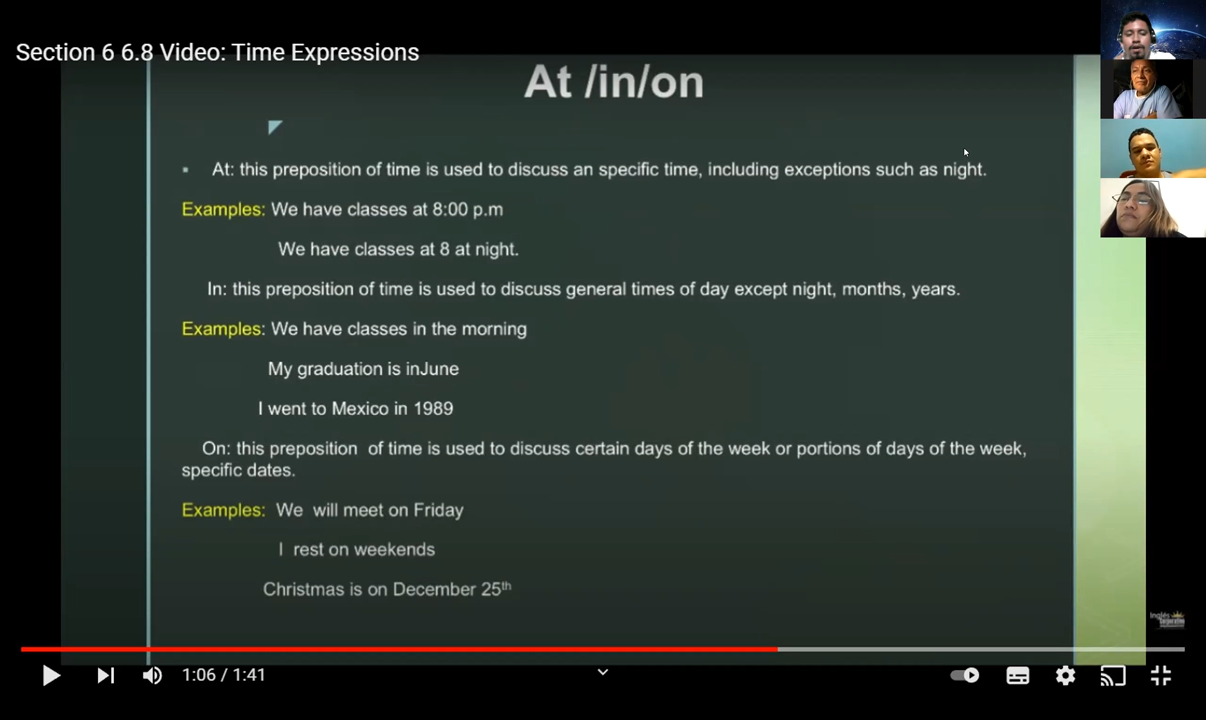 Section 6 6.8 Video: Time Expressions
At /in/on
▪ At: this preposition of time is used to discuss an specific time, including exceptions such as night.
Examples: We have classes at 8:00 p.m
We have classes at 8 at night.
In: this preposition of time is used to discuss general times of day except night, months, years.
Examples: We have classes in the morning
My graduation is inJune
I went to Mexico in 1989
On: this preposition of time is used to discuss certain days of the week or portions of days of the week,
specific dates.
Examples: We will meet on Friday
I rest on weekends
Christmas is on December 25th
Inglés
Corporativo
1:06 / 1:41